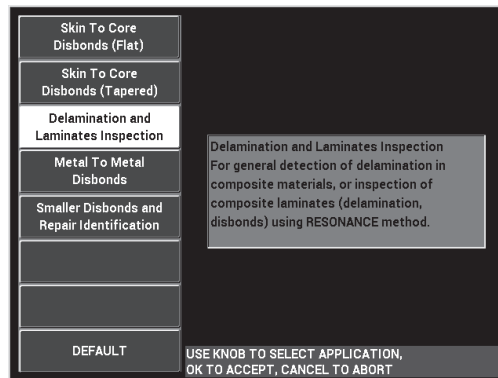 Skin To Core
Disbonds (Flat)
Skin To Core
Disbonds (Tapered)
Delamination and
Laminates Inspection
Metal To Metal
Disbonds
Smaller Disbonds and
Repair Identification
DEFAULT
Delamination and Laminates Inspection
For general detection of delamination in
composite materials, or inspection of
composite laminates (delamination,
disbonds) using RESONANCE method.
USE KNOB TO SELECT APPLICATION,
OK TO ACCEPT, CANCEL TO ABORT